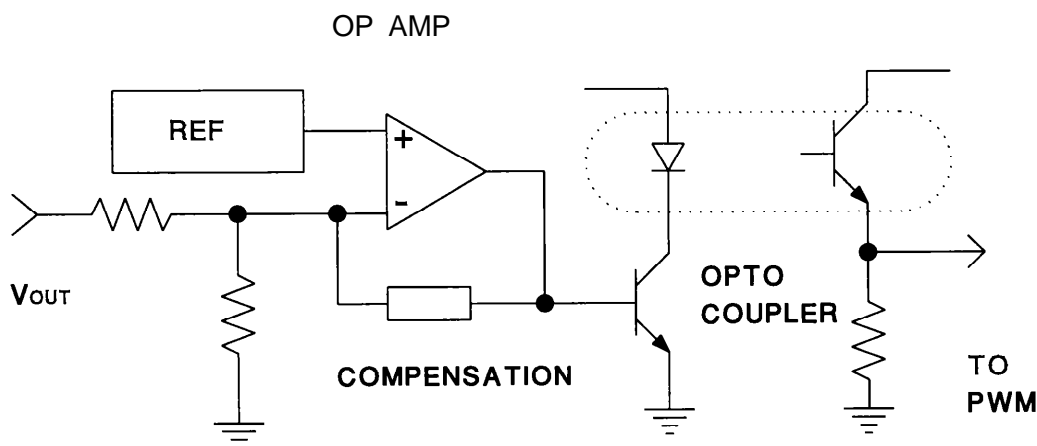 OP AMP
REF
+
-
VOUT
OPTO
COUPLER
COMPENSATION
TO
PWM